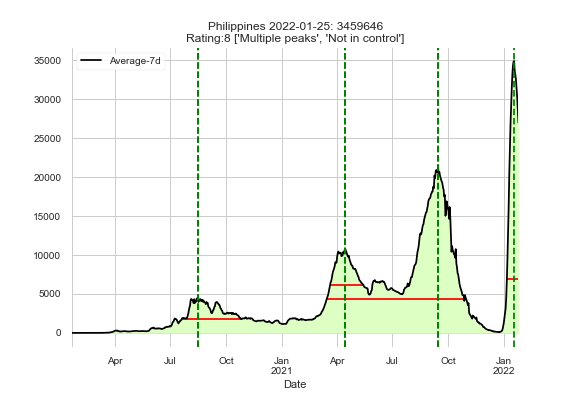 Philippines 2022-01-25: 3459646
Rating:8 ['Multiple peaks', 'Not in control']
Average-7d
35000
30000
25000
20000
15000
10000
5000
0
Apr Jul Oct Jan Apr Jul Oct Jan
2021 2022
Date